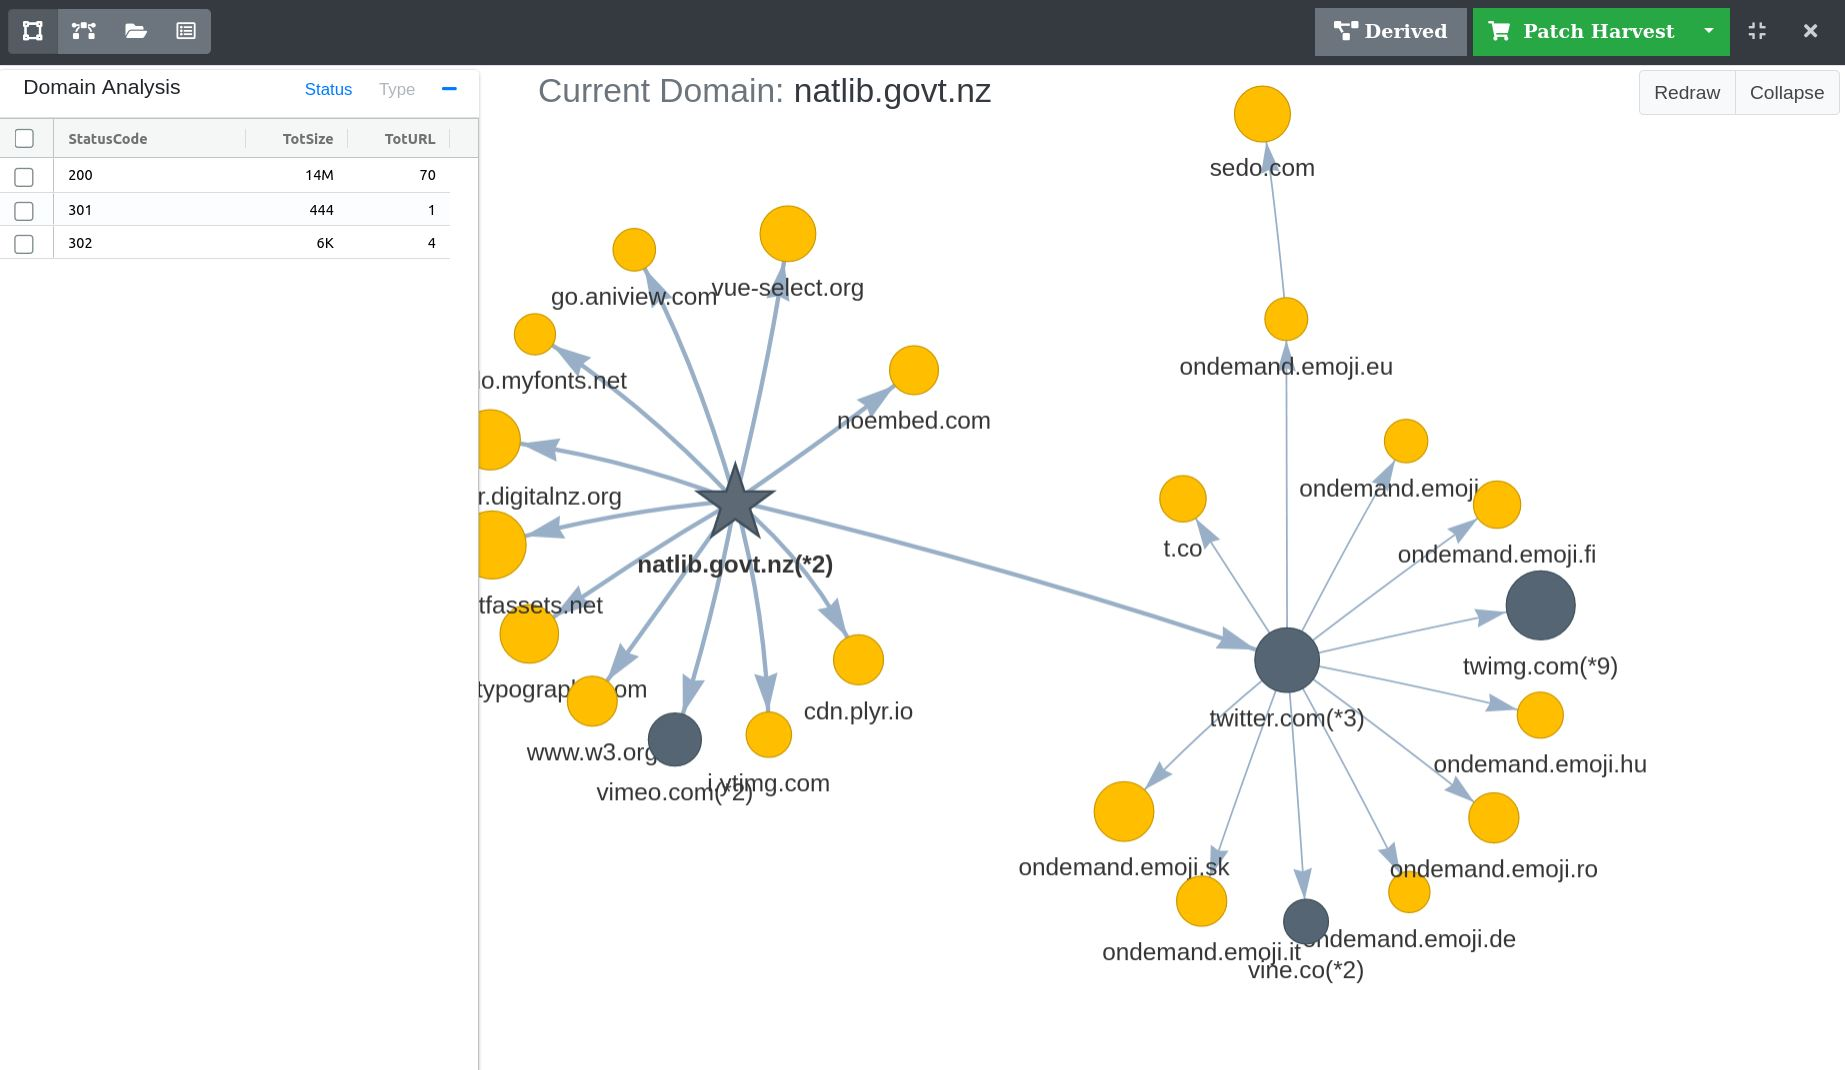 Derived
Patch Harvest
Domain Analysis
Status
Type
StatusCode TotSize TotURL
200 14M 70
301 444 1
302 6K 4
Current Domain: natlib.govt.nz
Redraw
Collapse
sedo.com
go.aniview.com
vue-select.org
ondemand.emoji.eu
lo.myfonts.net
noembed.com
ondemand.emoji
r.digitalnz.org
t.co
ondemand.emoji.fi
natlib.govt.nz(*2)
tfassets.net
twimg.com(*9)
typograp
om
cdn.plyr.io
twitter.com(*3)
www.w3.org
ondemand.emoji.hu
vimeo.com(*2)
i.ytimg.com
ondemand.emoji.sk
ondemand.emoji.ro
ondemand.emoji.it
ondemand.emoji.de
vine.co(*2)